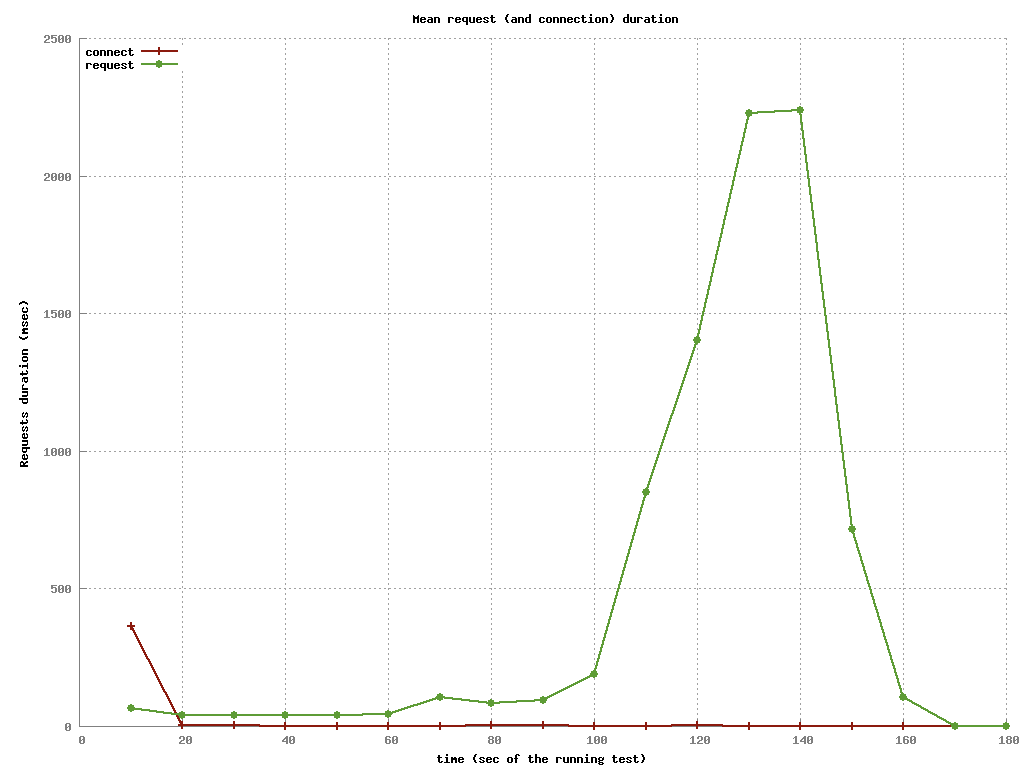 Mean request (and connection) duration
2500
connect
request
2000
1500
Requests duration (msec)
1000
500
0
0 20 40 60 80 100 120 140 160 180
time (sec of the running test)